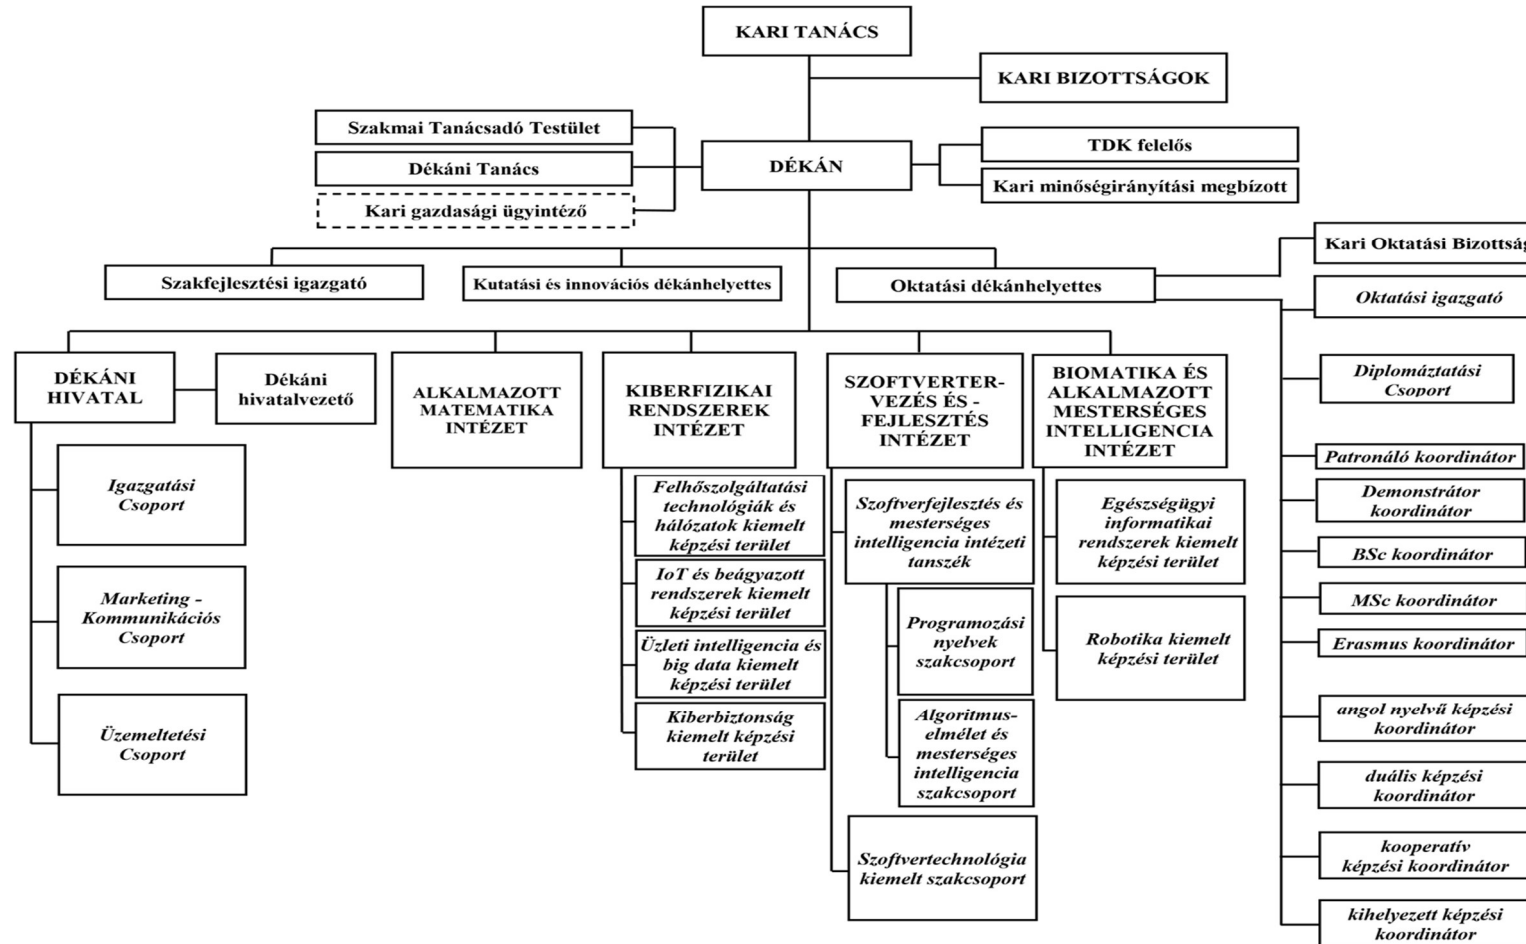 KARI TANÁCS
KARI BIZOTTSÁGOK
Szakmai Tanácsadó Testület
Dékáni Tanács
Kari gazdasági ügyintéző
DÉKÁN
TDK felelős
Kari minőségirányítási megbízott
Szakfejlesztési igazgató
Kutatási és innovációs dékánhelyettes
Oktatási dékánhelyettes
Kari Oktatási Bizottság
Oktatási igazgató
Diplomáztatási
Csoport
Patronáló koordinátor
Demonstrátor
koordinátor
BSc koordinátor
MSc koordinátor
Erasmus koordinátor
angol nyelvű képzési
koordinátor
duális képzési
koordinátor
kooperatív
képzési koordinátor
kihelyezett képzési
koordinátor
DÉKÁNI
HIVATAL
Dékáni
hivatalvezető
Igazgatási
Csoport
Marketing -
Kommunikációs
Csoport
Üzemeltetési
Csoport
ALKALMAZOTT
MATEMATIKA
INTÉZET
KIBERFIZIKAI
RENDSZEREK
INTÉZET
Felhőszolgáltatási
technológiák és
hálózatok kiemelt
képzési terület
IoT és beágyazott
rendszerek kiemelt
képzési terület
Üzleti intelligencia és
big data kiemelt
képzési terület
Kiberbiztonság
kiemelt képzési
terület
SZOFTVERTER-
VEZÉS ÉS -
FEJLESZTÉS
INTÉZET
Szoftverfejlesztés és
mesterséges
intelligencia intézeti
tanszék
Programozási
nyelvek
szakcsoport
Algoritmus-
elmélet és
mesterséges
intelligencia
szakcsoport
Szoftvertechnológia
kiemelt szakcsoport
BIOMATIKA ÉS
ALKALMAZOTT
MESTERSÉGES
INTELLIGENCIA
INTÉZET
Egészségügyi
informatikai
rendszerek kiemelt
képzési terület
Robotika kiemelt
képzési terület